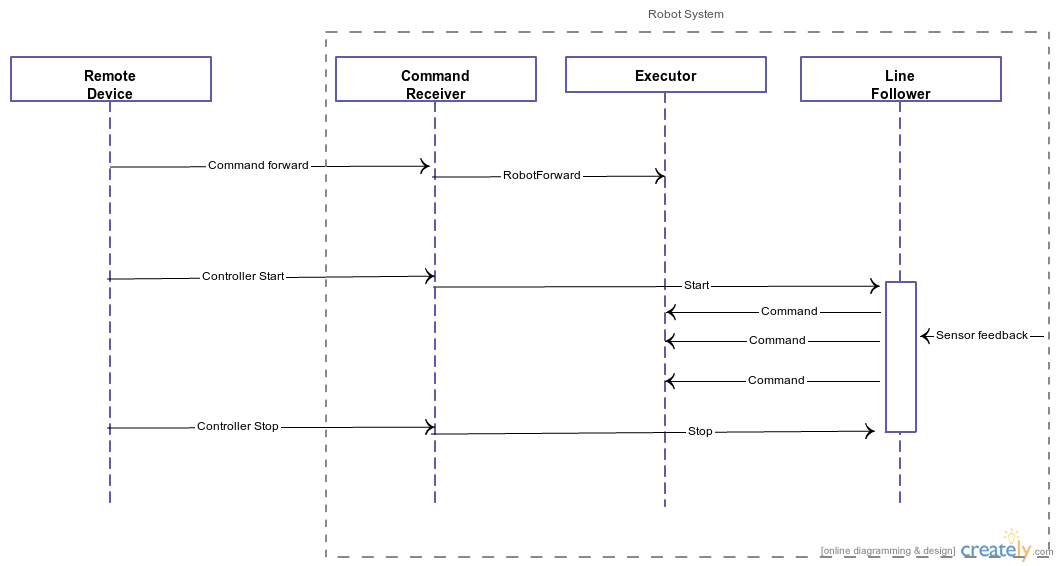 Robot System
Remote
Device
Command
Receiver
Executor
Line
Follower
Command forward
RobotForward
Controller Start
Start
Command
Sensor feedback
Command
Command
Controller Stop
Stop
[online diagramming & design] creately.com